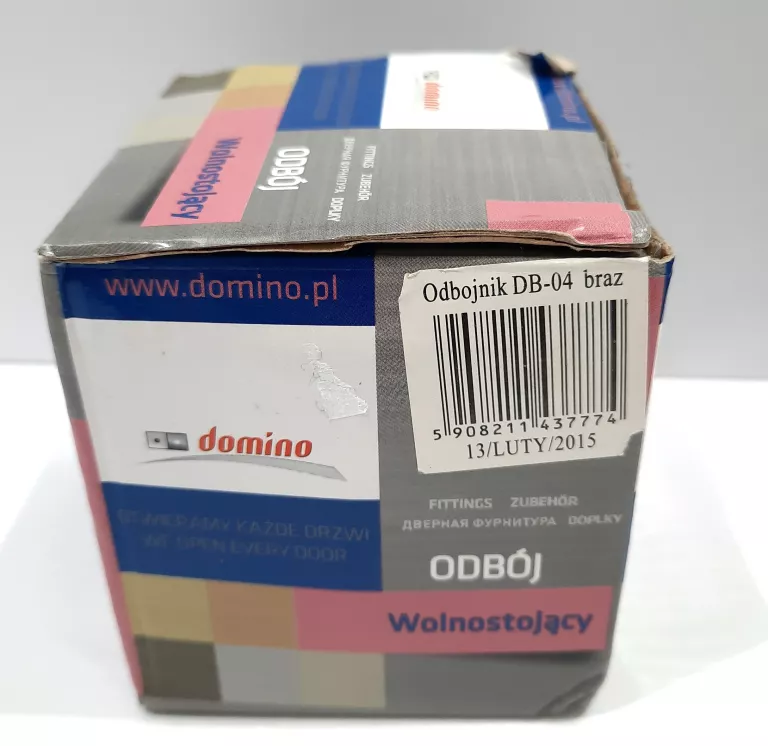 domino
FITTINGS ZUBEHÖR
ДВЕРНАЯ ФУРНИТУРА DOPLKY
ODBÓJ
Wolnostojący
www.domino.pl
domino
OTWIERAMY KAŻDE DRZWI
WE OPEN EVERY DOOR
Odbojnik DB-04 braz
5 908211 437774
13/LUTY/2015
FITTINGS ZUBEHÖR
ДВЕРНАЯ ФУРНИТУРА DOPLKY
ODBÓJ
Wolnostojący